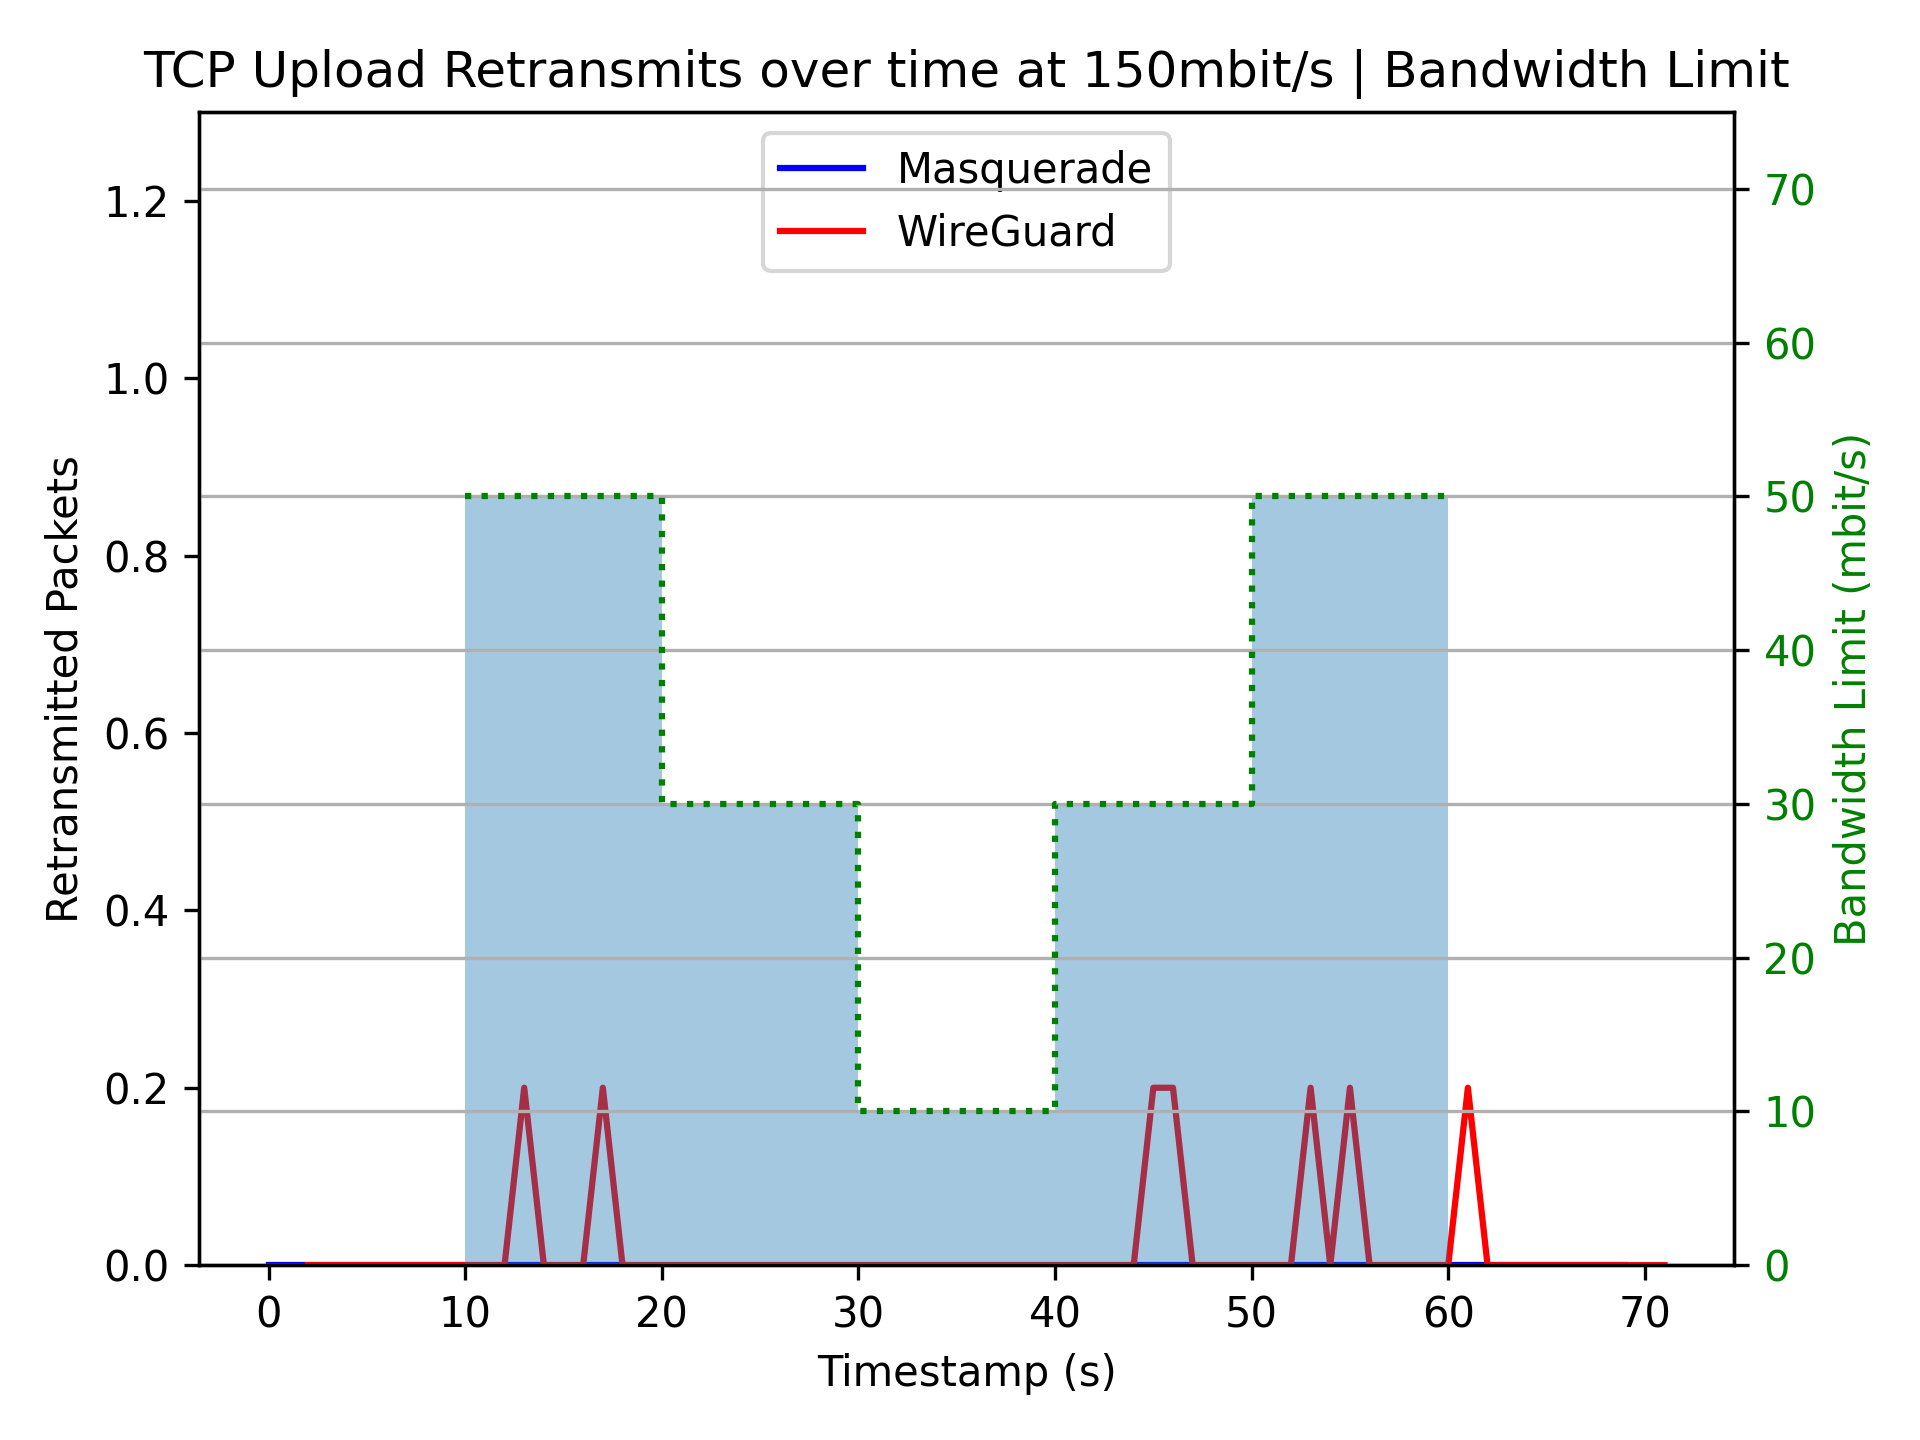 TCP Upload Retransmits over time at 150mbit/s | Bandwidth Limit
Masquerade
WireGuard
Retransmitted Packets
1.2
1.0
0.8
0.6
0.4
0.2
0.0
70
60
50
40
30
20
10
0
Bandwidth Limit (mbit/s)
0 10 20 30 40 50 60 70
Timestamp (s)